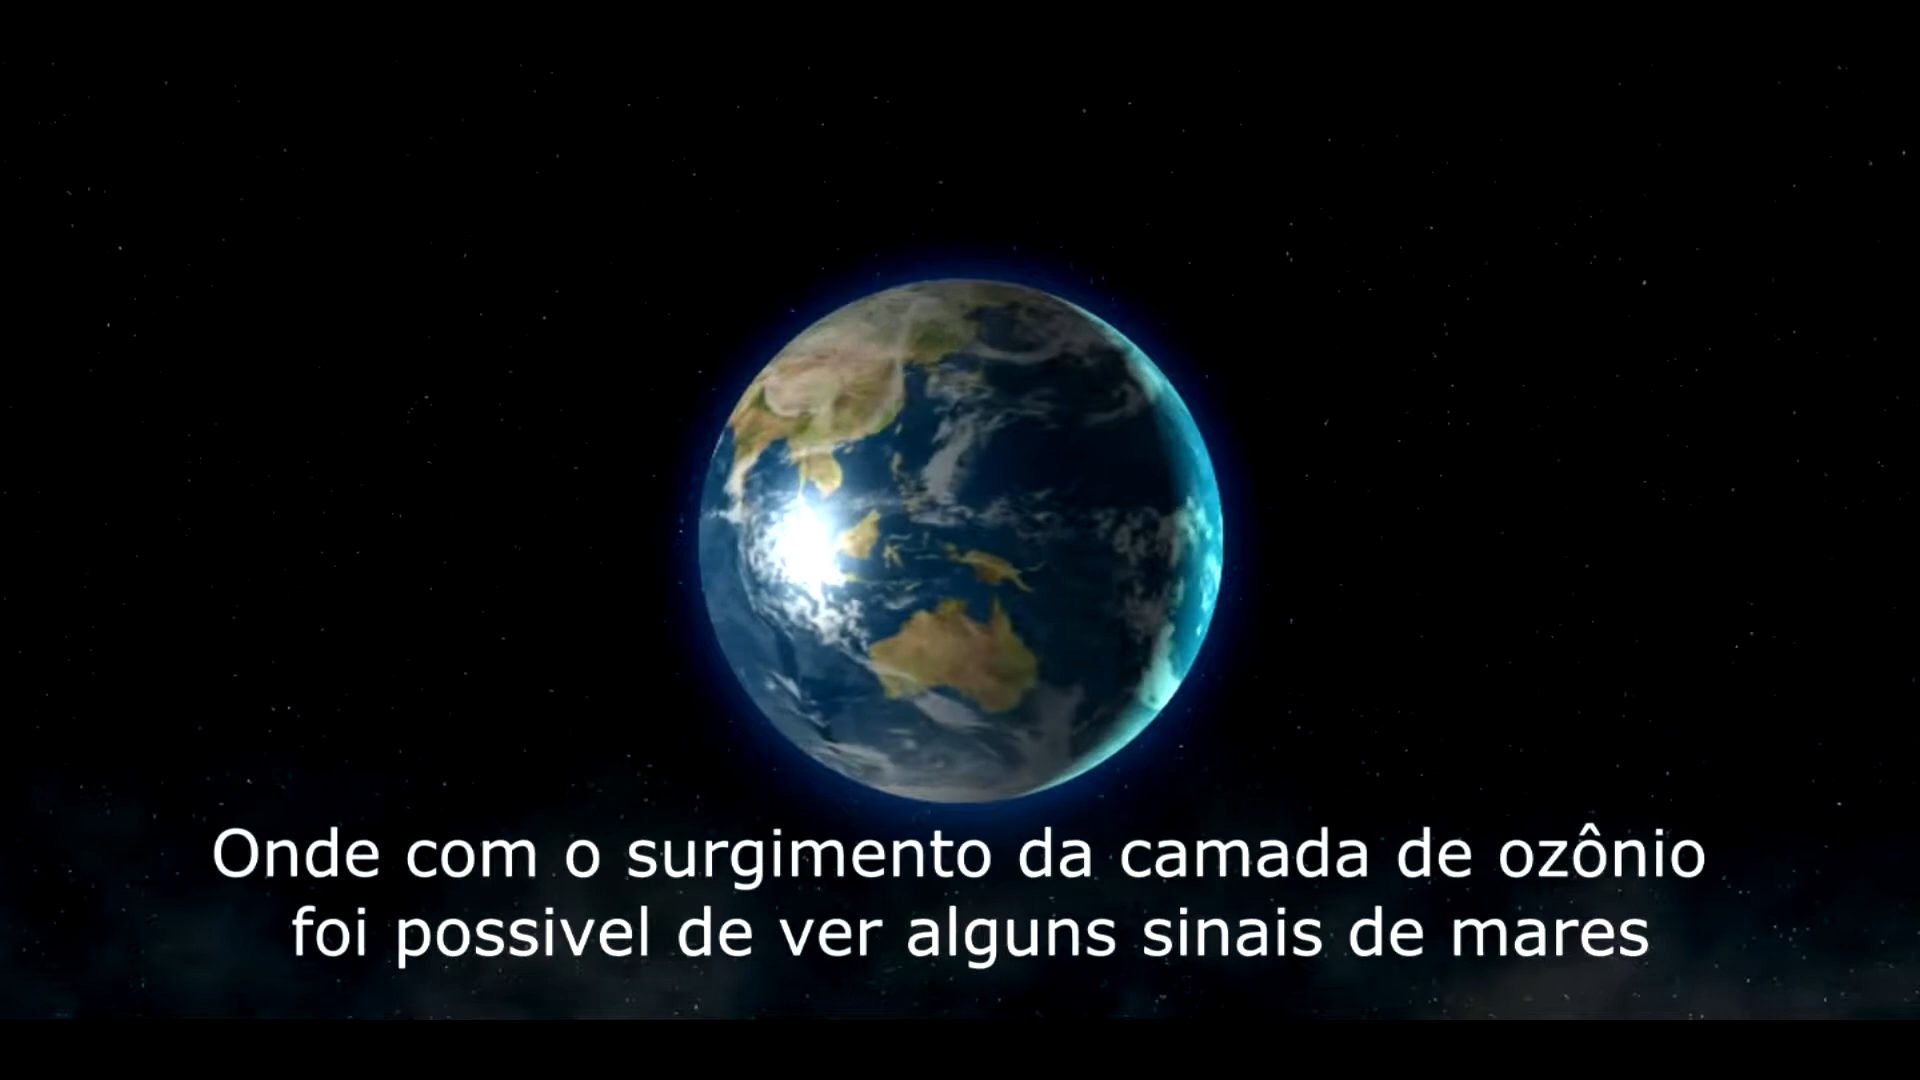 Onde com o surgimento da camada de ozônio
foi possivel de ver alguns sinais de mares